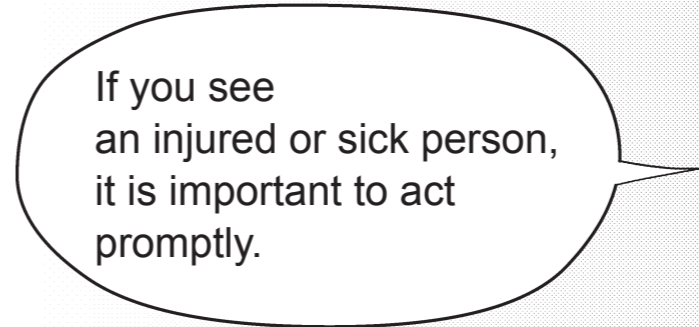 If you see
an injured or sick person,
it is important to act
promptly.